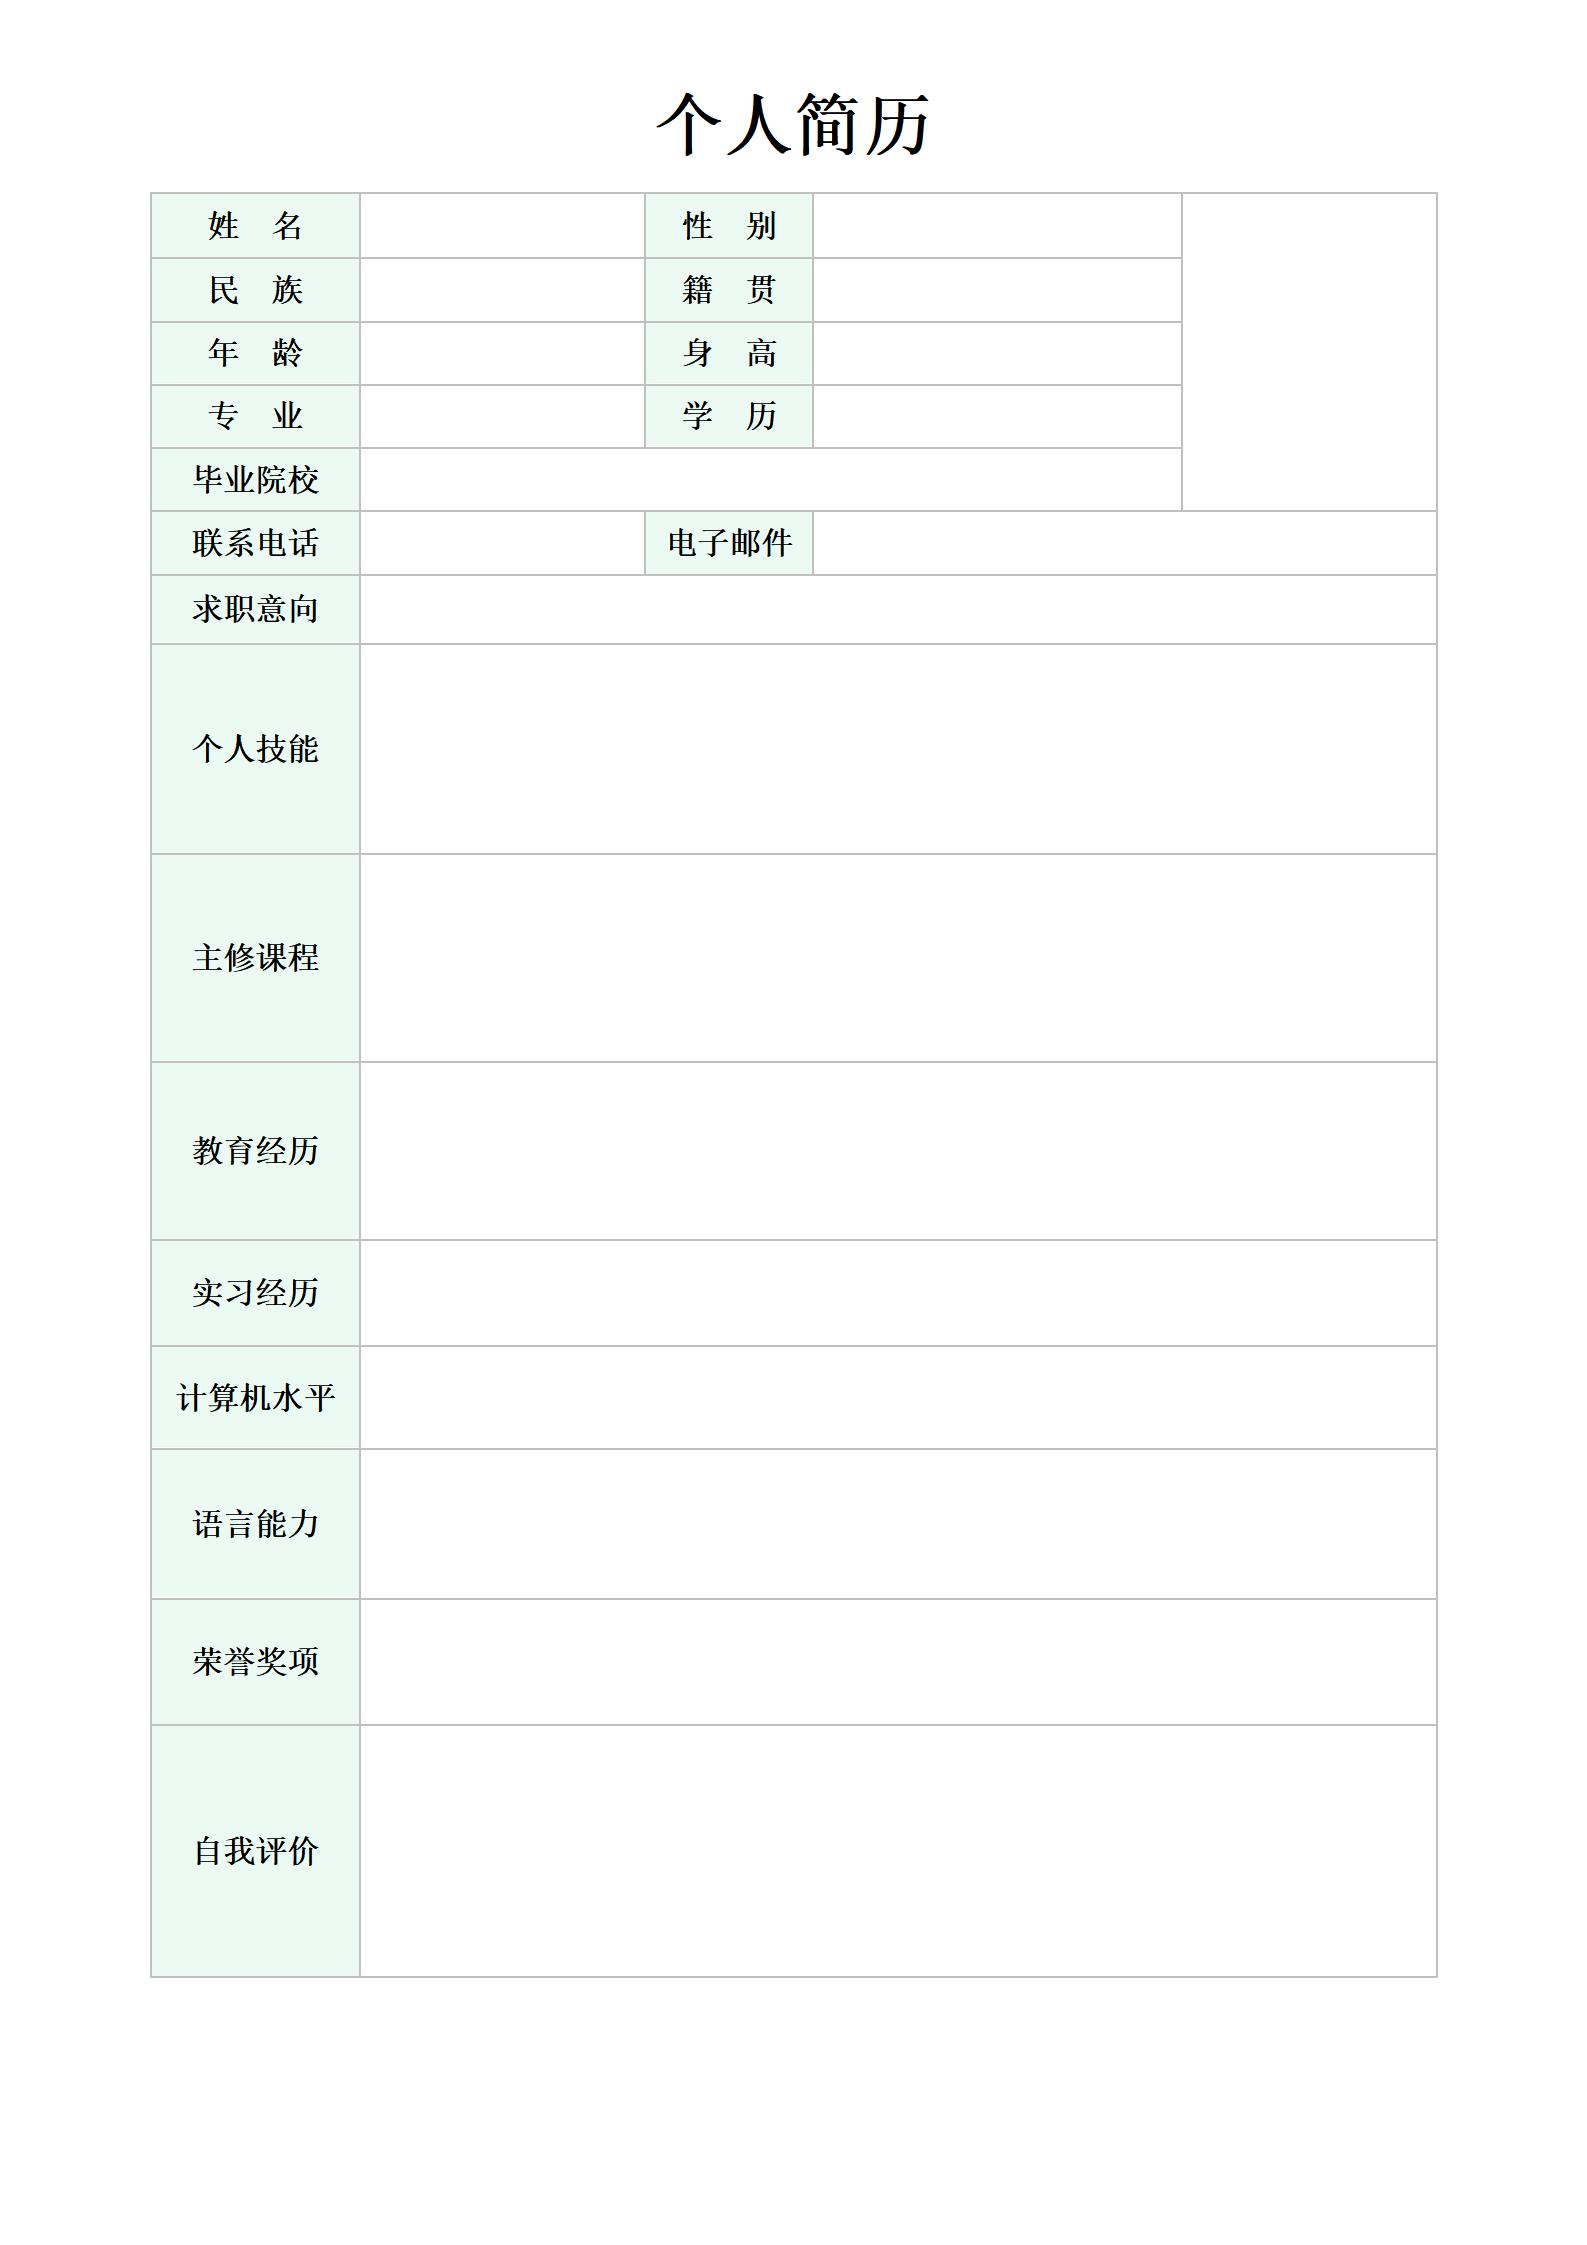 个人简历
姓 名 性 别
民 族 籍 贯
年 龄 身 高
专 业 学 历
毕业院校
联系电话 电子邮件
求职意向
个人技能
主修课程
教育经历
实习经历
计算机水平
语言能力
荣誉奖项
自我评价